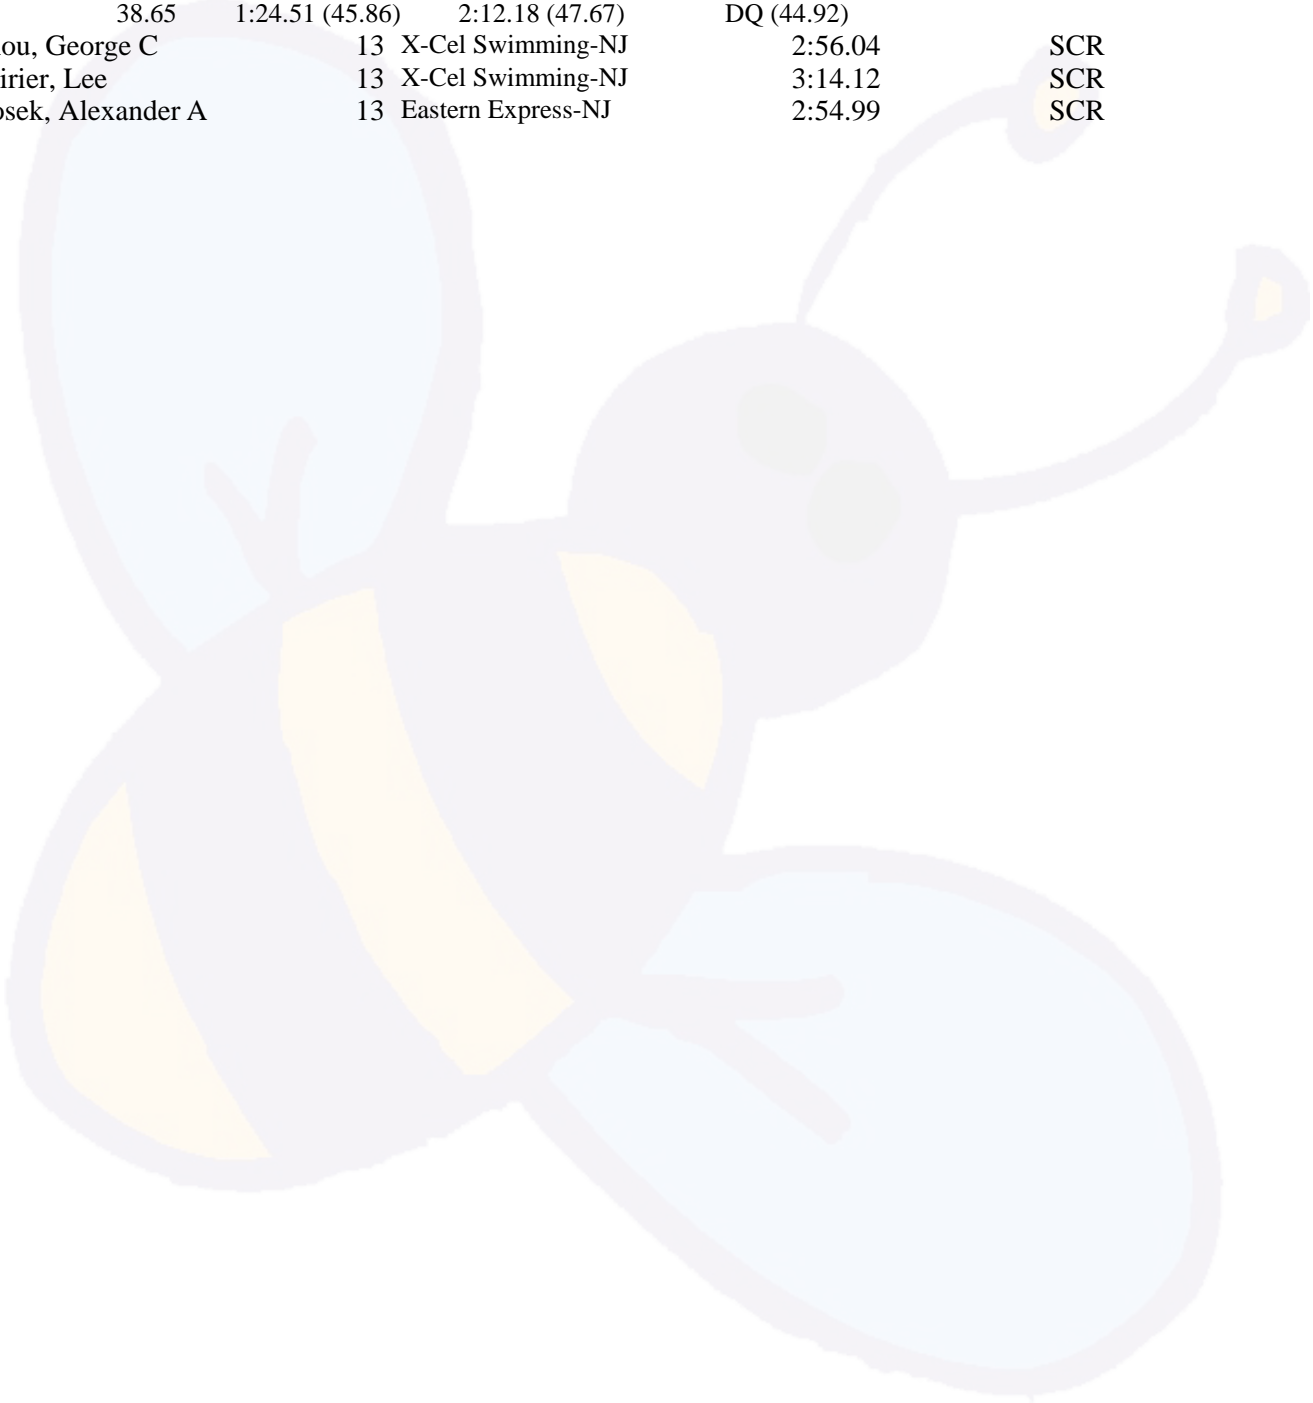 38.65 1:24.51 (45.86) 2:12.18 (47.67) DQ (44.92)
ou, George C 13 X-Cel Swimming-NJ 2:56.04 SCR
irier, Lee 13 X-Cel Swimming-NJ 3:14.12 SCR
osek, Alexander A 13 Eastern Express-NJ 2:54.99 SCR